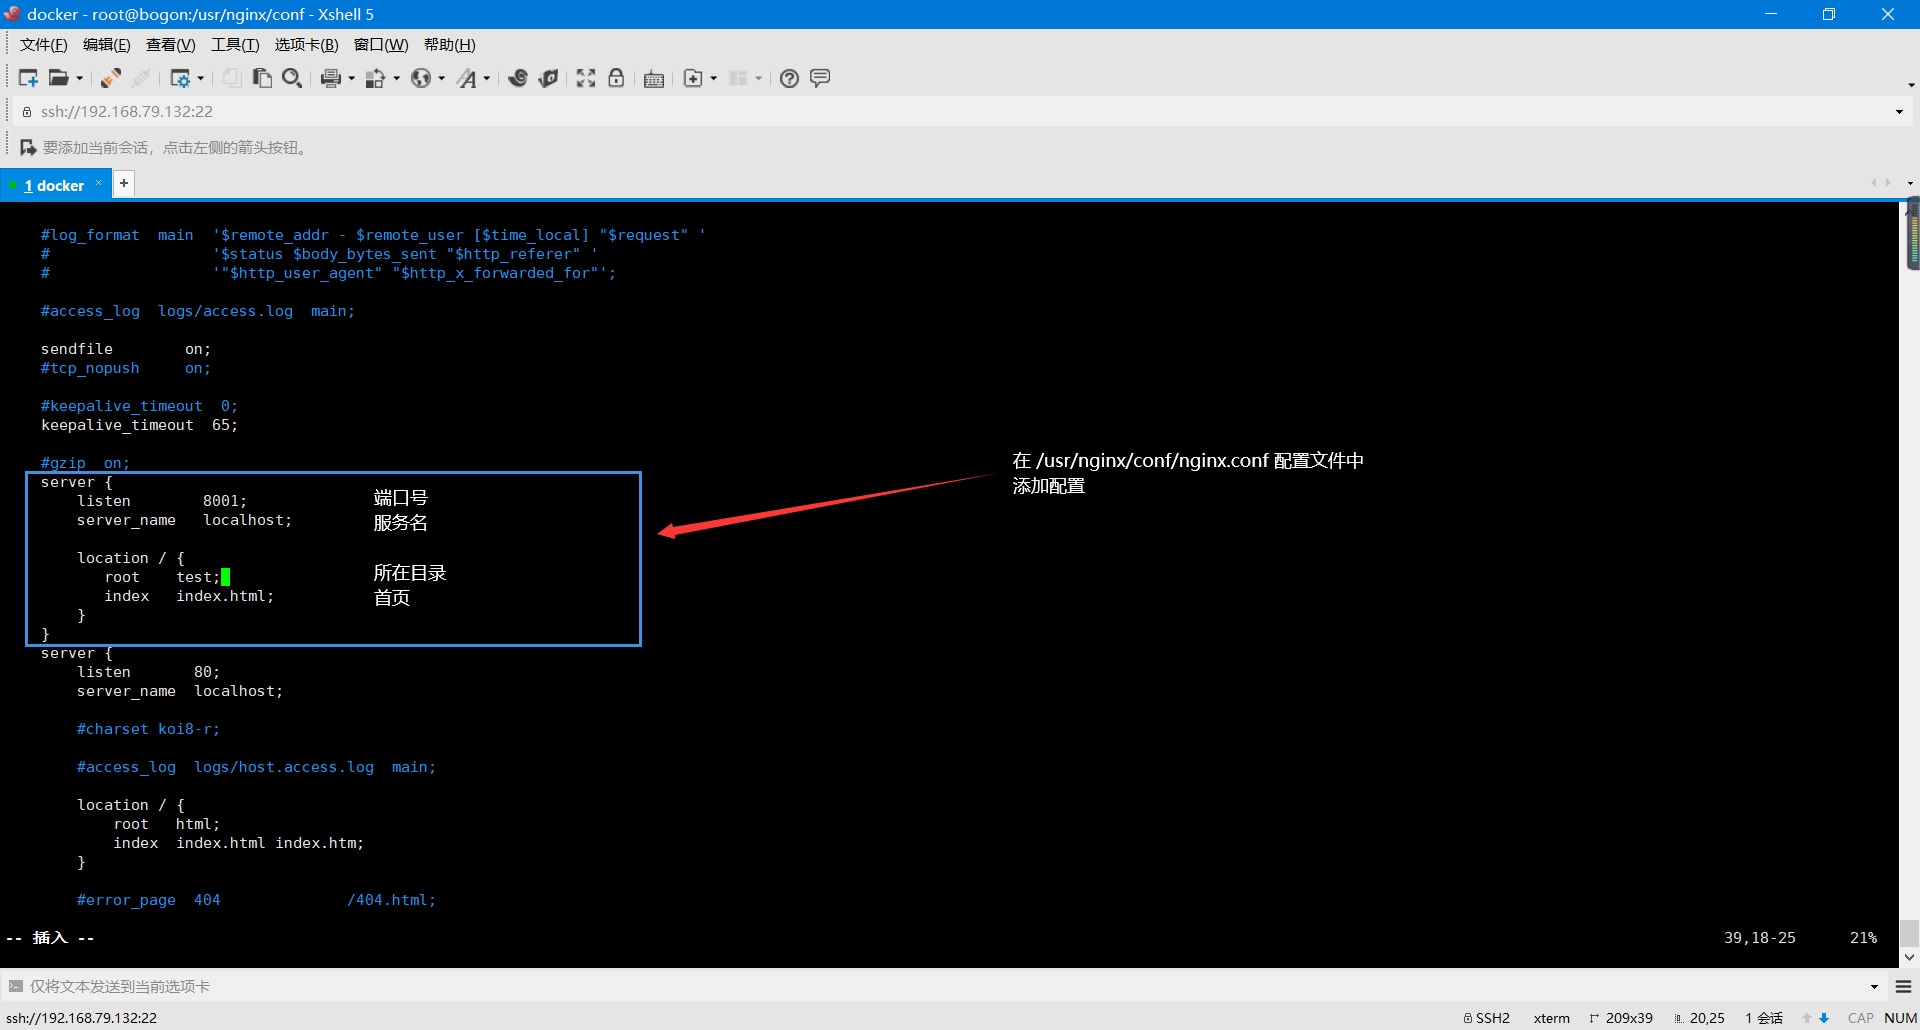 docker - root@bogon:/usr/nginx/conf - Xshell 5
文件(F) 编辑(E) 查看(V) 工具(T) 选项卡(B) 窗口(W) 帮助(H)
ssh://192.168.79.132:22
要添加当前会话，点击左侧的箭头按钮。
1 docker × +
#log_format  main  '$remote_addr - $remote_user [$time_local] "$request" '
#                  '$status $body_bytes_sent "$http_referer" '
#                  '"$http_user_agent" "$http_x_forwarded_for"';
#access_log  logs/access.log  main;
sendfile        on;
#tcp_nopush     on;
#keepalive_timeout  0;
keepalive_timeout  65;
#gzip  on;
server {
listen        8001;
server_name   localhost;
location / {
root    test;
index   index.html;
}
}
端口号
服务名
所在目录
首页
在 /usr/nginx/conf/nginx.conf 配置文件中
添加配置
server {
listen       80;
server_name  localhost;
#charset koi8-r;
#access_log  logs/host.access.log  main;
location / {
root   html;
index  index.html index.htm;
}
#error_page  404              /404.html;
-- 插入 -- 39,18-25 21%
仅将文本发送到当前选项卡
ssh://192.168.79.132:22 SSH2 xterm 209x39 20,25 1 会话 CAP NUM